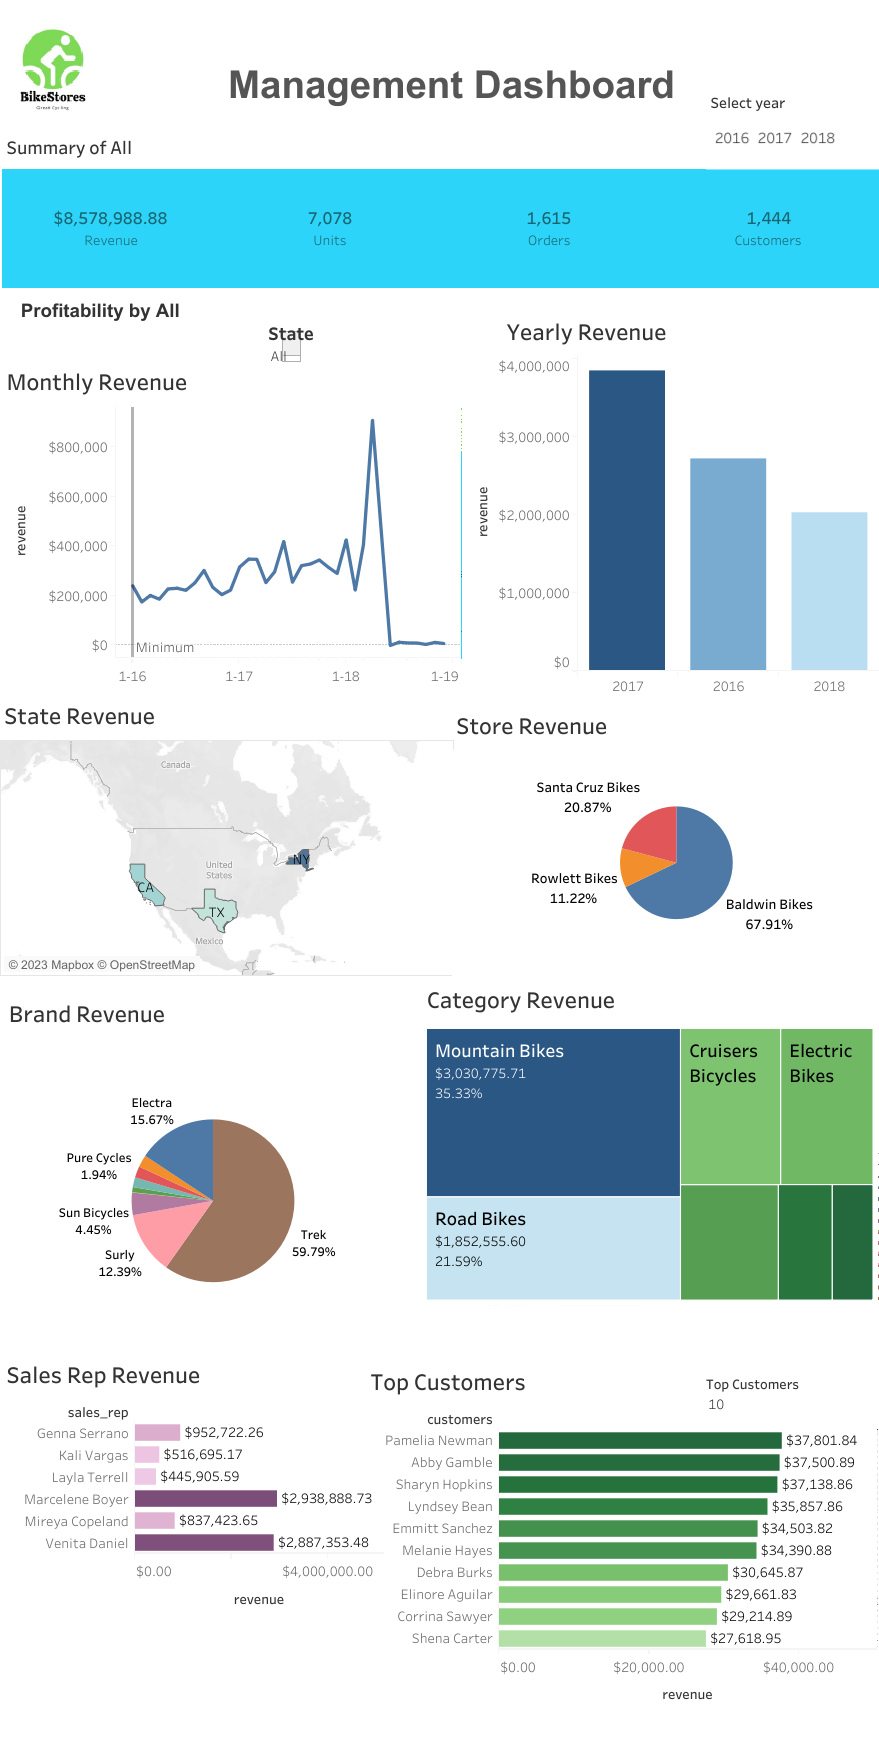 BikeStores
Management Dashboard
Select year
2016 2017 2018
Summary of All
$8,578,988.88
Revenue
7,078
Units
1,615
Orders
1,444
Customers
Profitability by All
State
All
Monthly Revenue
revenue
$800,000
$600,000
$400,000
$200,000
$0
Minimum
1-16
1-17
1-18
1-19
Yearly Revenue
revenue
$4,000,000
$3,000,000
$2,000,000
$1,000,000
$0
2017
2016
2018
State Revenue
Canada
United
States
Mexico
CA
TX
NY
© 2023 Mapbox © OpenStreetMap
Store Revenue
Santa Cruz Bikes
20.87%
Rowlett Bikes
11.22%
Baldwin Bikes
67.91%
Brand Revenue
Electra
15.67%
Pure Cycles
1.94%
Sun Bicycles
4.45%
Surly
12.39%
Trek
59.79%
Category Revenue
Mountain Bikes
$3,030,775.71
35.33%
Road Bikes
$1,852,555.60
21.59%
Cruisers
Bicycles
Electric
Bikes
Sales Rep Revenue
sales_rep
Genna Serrano $952,722.26
Kali Vargas $516,695.17
Layla Terrell $445,905.59
Marcelene Boyer $2,938,888.73
Mireya Copeland $837,423.65
Venita Daniel $2,887,353.48
$0.00 $4,000,000.00
revenue
Top Customers
Top Customers
10
customers
Pamelia Newman $37,801.84
Abby Gamble $37,500.89
Sharyn Hopkins $37,138.86
Lyndsey Bean $35,857.86
Emmitt Sanchez $34,503.82
Melanie Hayes $34,390.88
Debra Burks $30,645.87
Elinore Aguilar $29,661.83
Corrina Sawyer $29,214.89
Shena Carter $27,618.95
$0.00 $20,000.00 $40,000.00
revenue